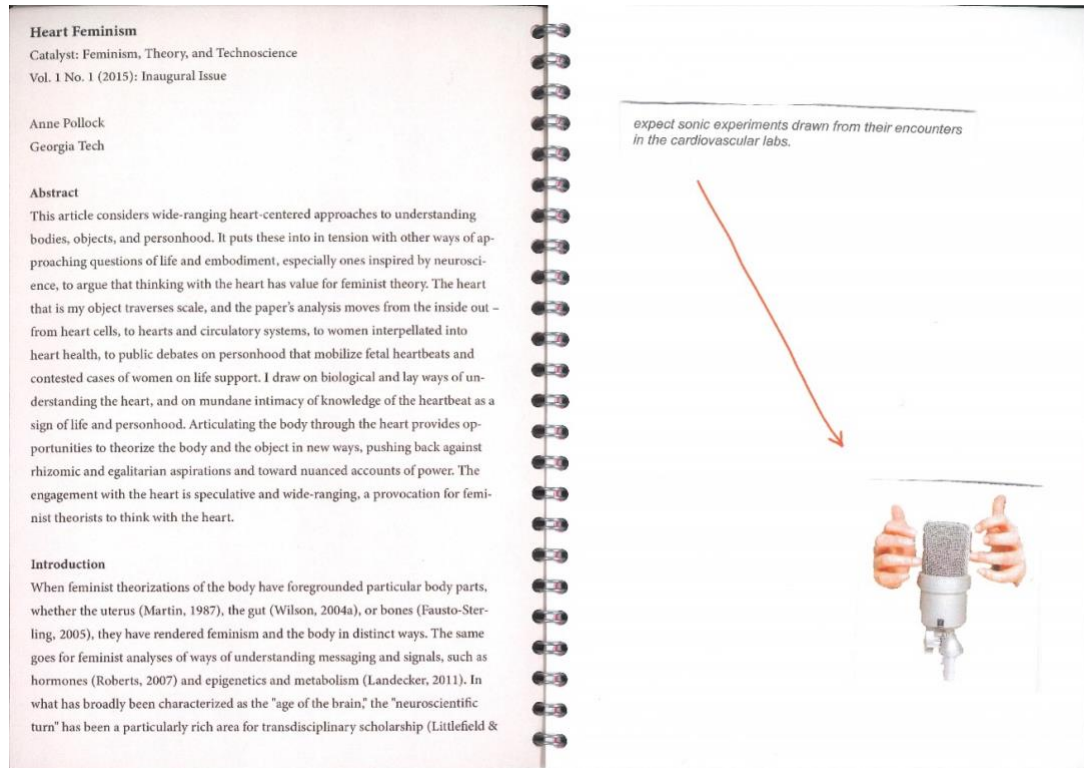 Heart Feminism
Catalyst: Feminism, Theory, and Technoscience
Vol. 1 No. 1 (2015): Inaugural Issue
Anne Pollock
Georgia Tech
Abstract
This article considers wide-ranging heart-centered approaches to understanding
bodies, objects, and personhood. It puts these into in tension with other ways of ap-
proaching questions of life and embodiment, especially ones inspired by neurosci-
ence, to argue that thinking with the heart has value for feminist theory. The heart
that is my object traverses scale, and the paper's analysis moves from the inside out –
from heart cells, to hearts and circulatory systems, to women interpellated into
heart health, to public debates on personhood that mobilize fetal heartbeats and
contested cases of women on life support. I draw on biological and lay ways of un-
derstanding the heart, and on mundane intimacy of knowledge of the heartbeat as a
sign of life and personhood. Articulating the body through the heart provides op-
portunities to theorize the body and the object in new ways, pushing back against
rhizomic and egalitarian aspirations and toward nuanced accounts of power. The
engagement with the heart is speculative and wide-ranging, a provocation for femi-
nist theorists to think with the heart.
Introduction
When feminist theorizations of the body have foregrounded particular body parts,
whether the uterus (Martin, 1987), the gut (Wilson, 2004a), or bones (Fausto-Ster-
ling, 2005), they have rendered feminism and the body in distinct ways. The same
goes for feminist analyses of ways of understanding messaging and signals, such as
hormones (Roberts, 2007) and epigenetics and metabolism (Landecker, 2011). In
what has broadly been characterized as the "age of the brain," the "neuroscientific
turn" has been a particularly rich area for transdisciplinary scholarship (Littlefield &
expect sonic experiments drawn from their encounters
in the cardiovascular labs.